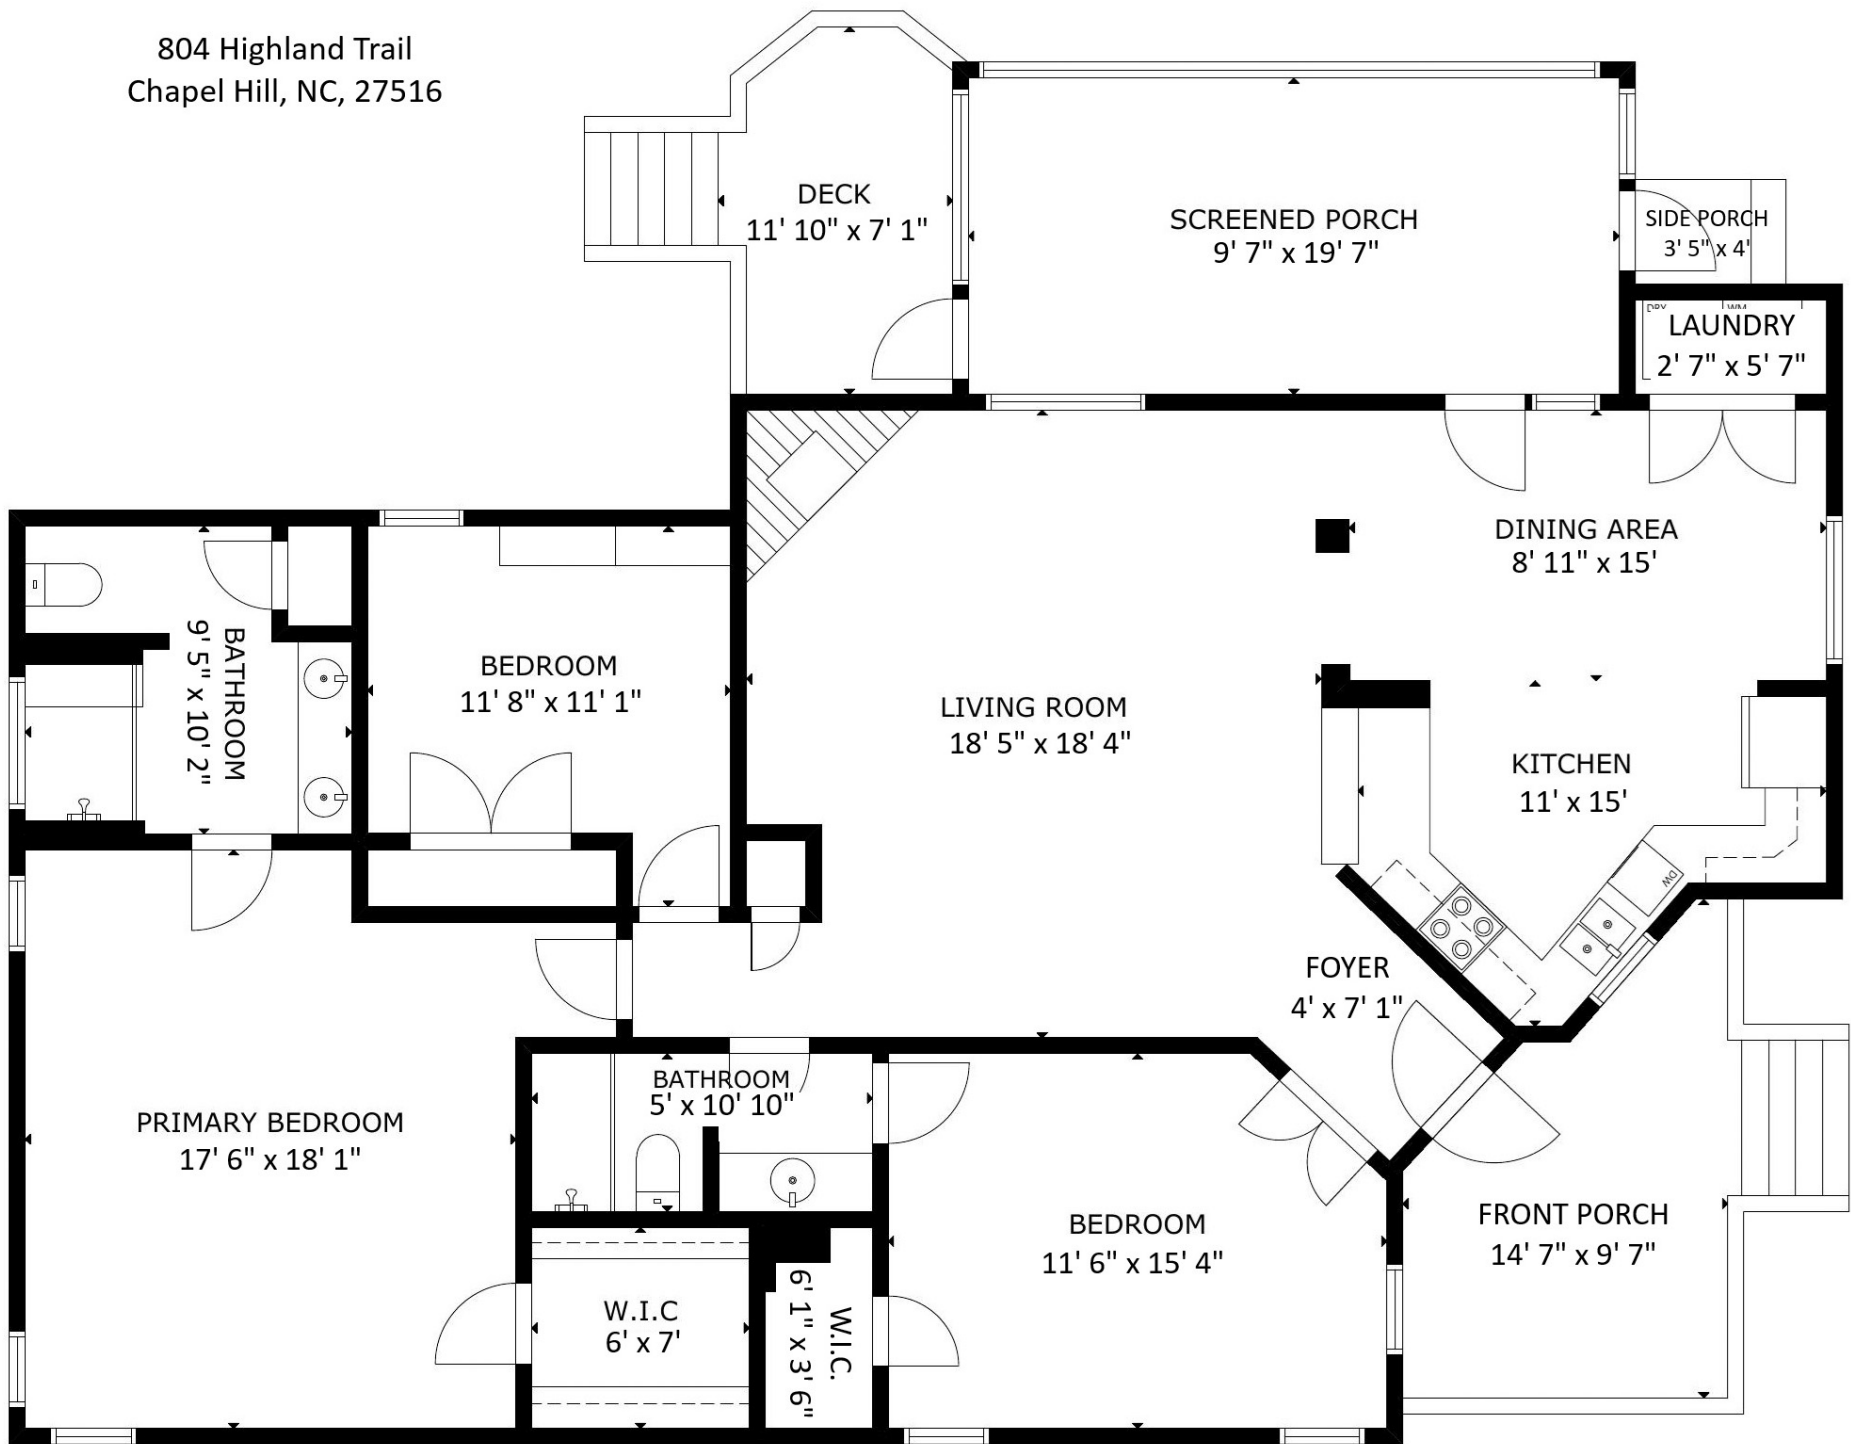 804 Highland Trail
Chapel Hill, NC, 27516
DECK
11' 10" x 7' 1"
SCREENED PORCH
9' 7" x 19' 7"
SIDE PORCH
3' 5" x 4'
DRY
WM
LAUNDRY
2' 7" x 5' 7"
DINING AREA
8' 11" x 15'
BATHROOM
9' 5" x 10' 2"
BEDROOM
11' 8" x 11' 1"
LIVING ROOM
18' 5" x 18' 4"
KITCHEN
11' x 15'
DW
FOYER
4' x 7' 1"
PRIMARY BEDROOM
17' 6" x 18' 1"
BATHROOM
5' x 10' 10"
BEDROOM
11' 6" x 15' 4"
FRONT PORCH
14' 7" x 9' 7"
W.I.C
6' x 7'
W.I.C.
6' 1" x 3' 6"